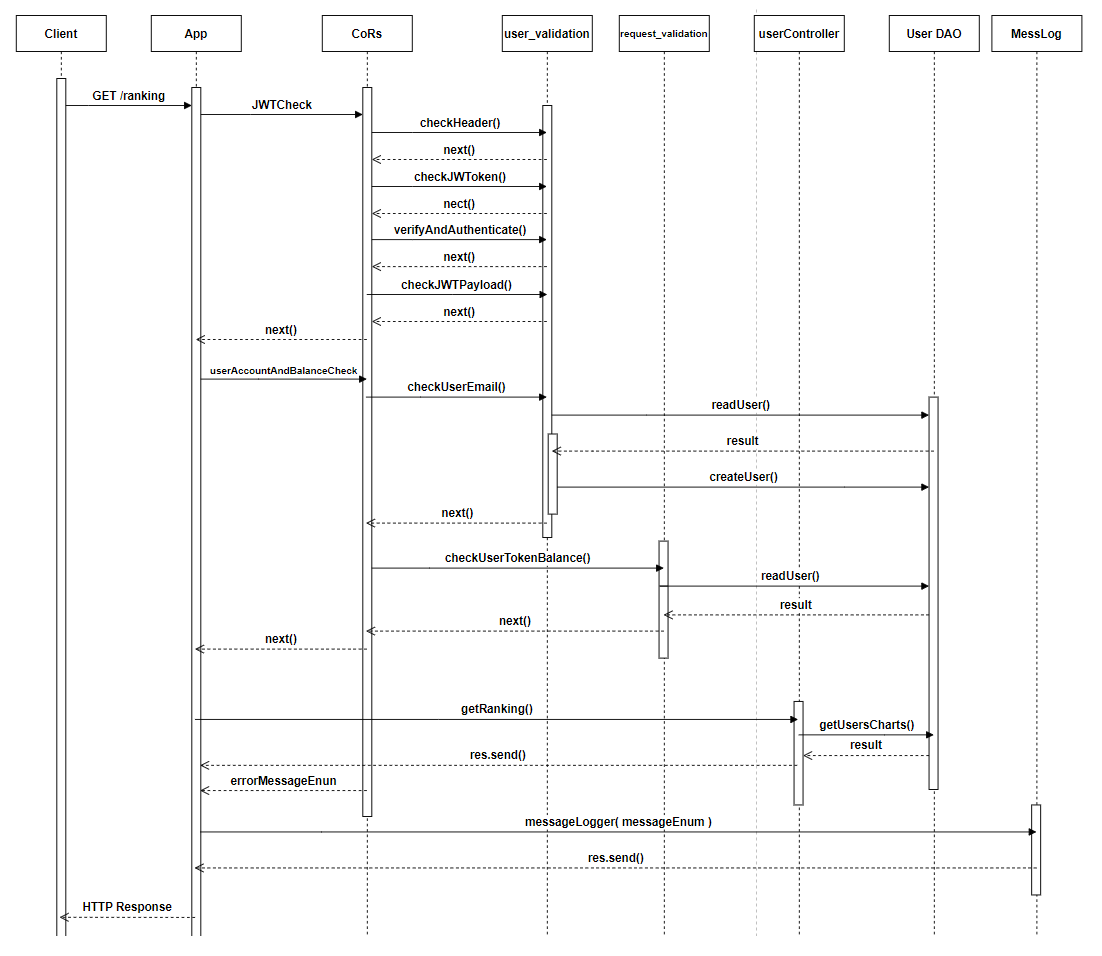 Client
App
CoRs
user_validation
request_validation
userController
User DAO
MessLog
GET /ranking
JWTCheck
checkHeader()
next()
checkJWToken()
nect()
verifyAndAuthenticate()
next()
checkJWTPayload()
next()
next()
userAccountAndBalanceCheck
checkUserEmail()
readUser()
result
createUser()
next()
checkUserTokenBalance()
readUser()
result
next()
next()
getRanking()
getUsersCharts()
result
res.send()
errorMessageEnun
messageLogger( messageEnum )
res.send()
HTTP Response